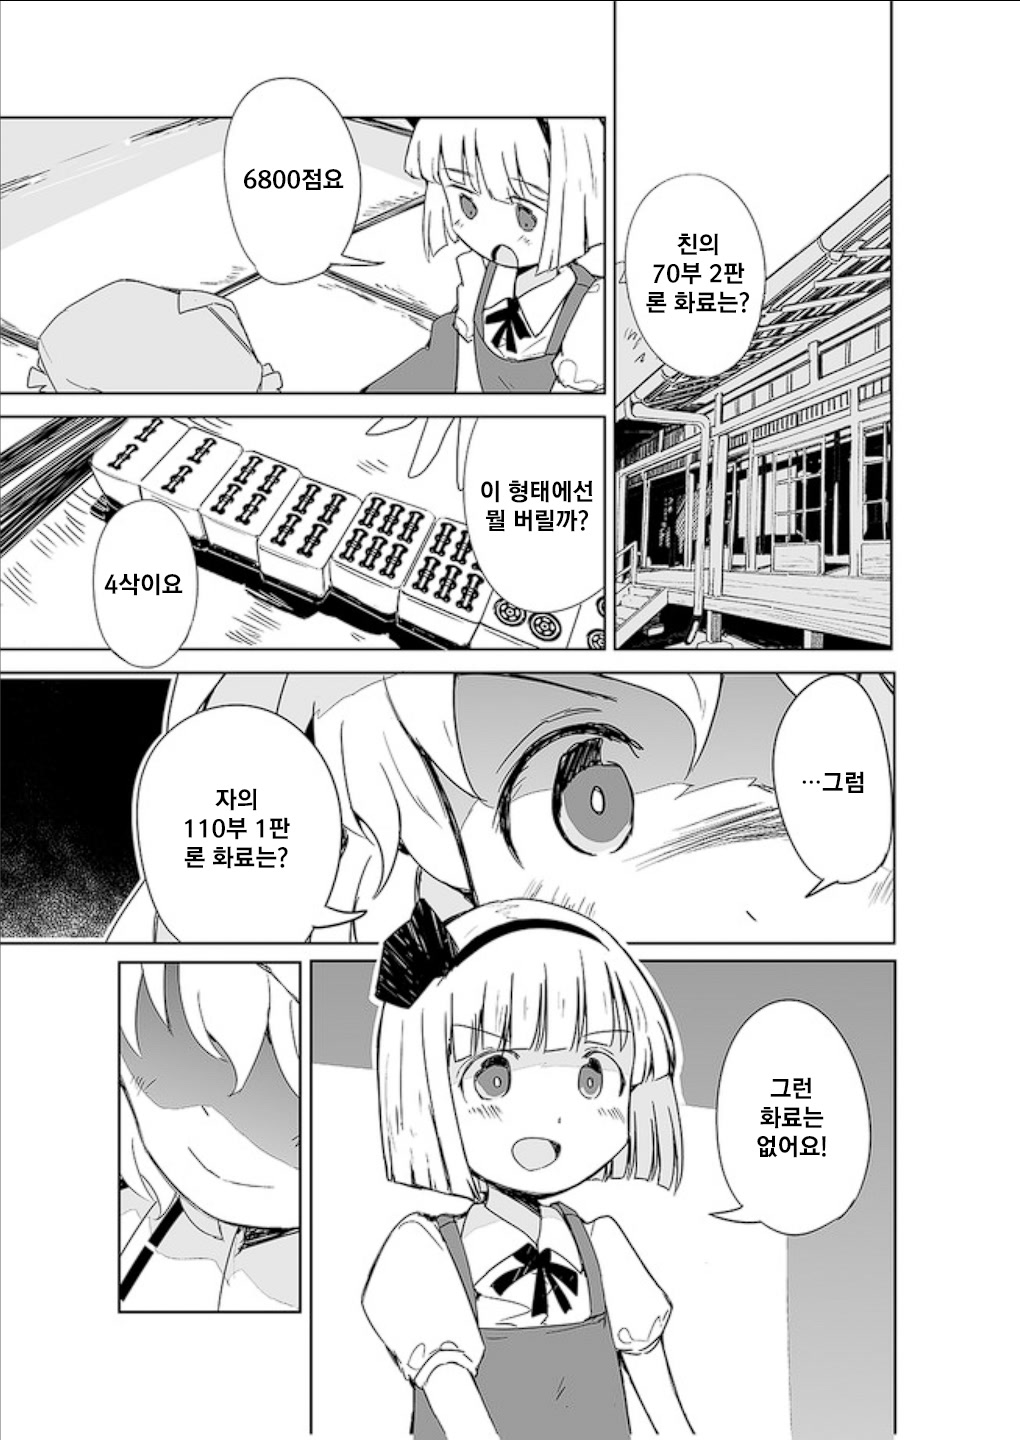 친의
70부 2판
론 화료는?
6800점요
이 형태에선
뭘 버릴까?
4삭이요
…그럼
자의
110부 1판
론 화료는?
그런
화료는
없어요!